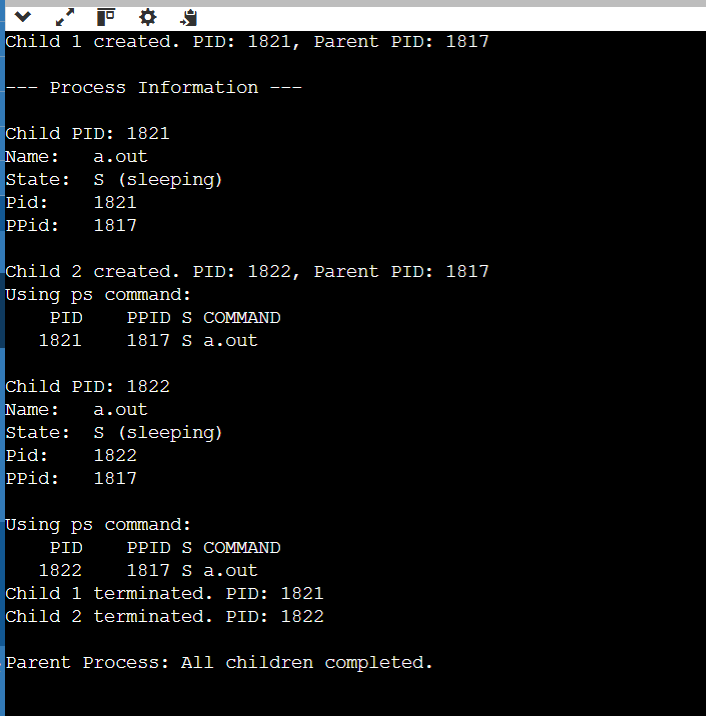 Child 1 created. PID: 1821, Parent PID: 1817
--- Process Information ---
Child PID: 1821
Name:   a.out
State:  S (sleeping)
Pid:    1821
PPid:   1817
Child 2 created. PID: 1822, Parent PID: 1817
Using ps command:
    PID    PPID S COMMAND
   1821    1817 S a.out
Child PID: 1822
Name:   a.out
State:  S (sleeping)
Pid:    1822
PPid:   1817
Using ps command:
    PID    PPID S COMMAND
   1822    1817 S a.out
Child 1 terminated. PID: 1821
Child 2 terminated. PID: 1822
Parent Process: All children completed.